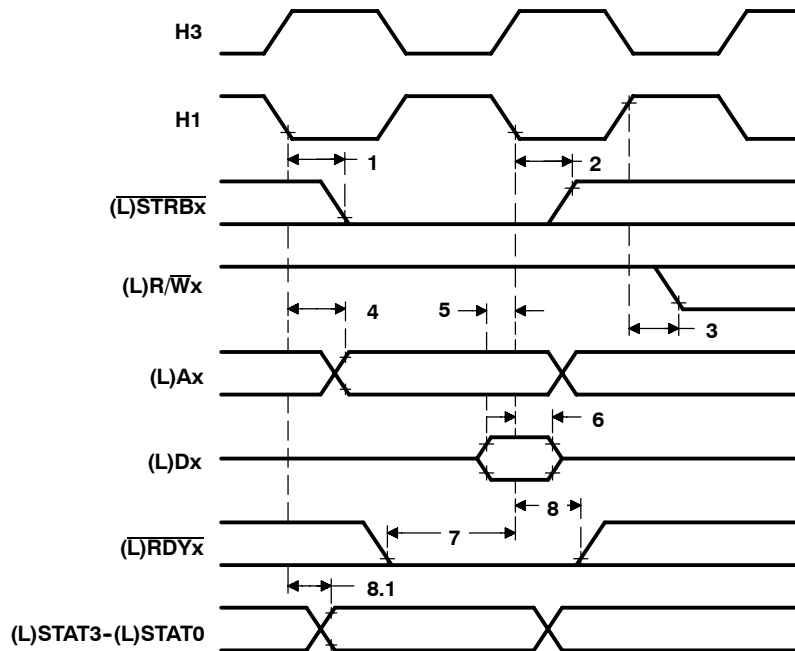 H3
H1
1
2
(L)STRBx
(L)R/Wx
4
5
3
(L)Ax
6
(L)Dx
8
7
(L)RDYx
8.1
(L)STAT3-(L)STAT0